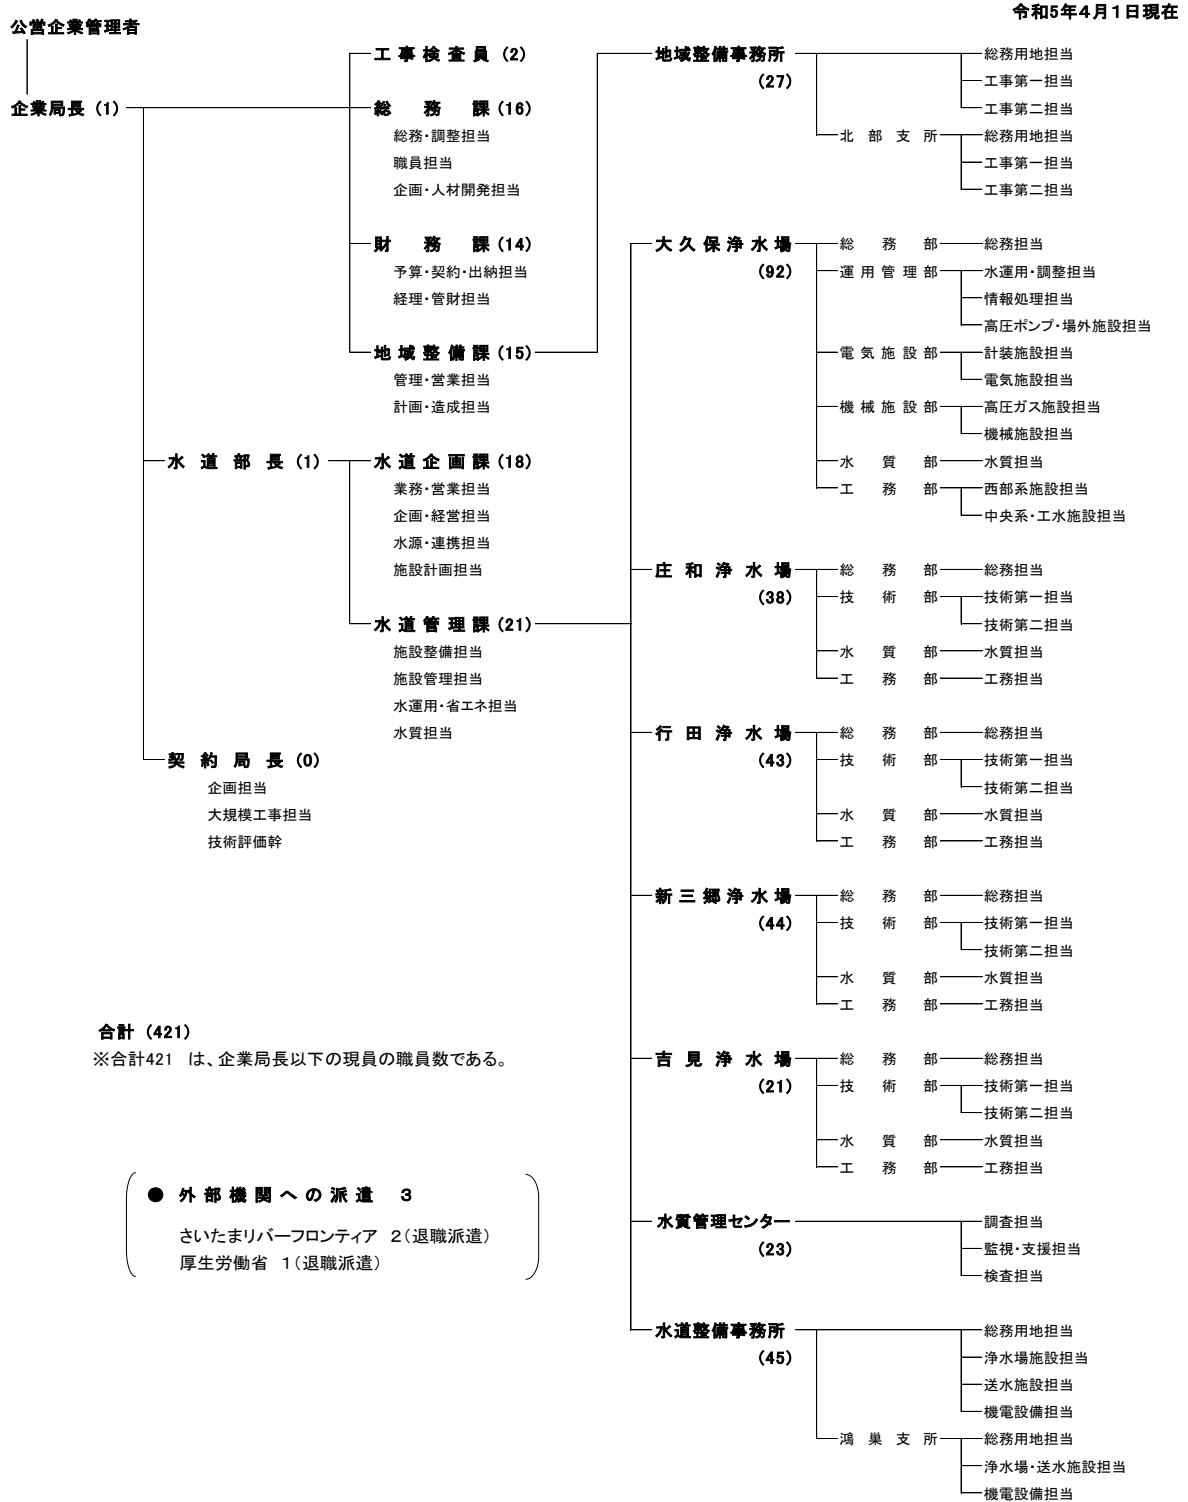 令和5年4月1日現在
公営企業管理者
企業局長 (1)
工事検査員 (2)
総務課 (16)
総務・調整担当
職員担当
企画・人材開発担当
財務課 (14)
予算・契約・出納担当
経理・管財担当
地域整備課 (15)
管理・営業担当
計画・造成担当
水道部長 (1)
水道企画課 (18)
業務・営業担当
企画・経営担当
水源・連携担当
施設計画担当
水道管理課 (21)
施設整備担当
施設管理担当
水運用・省エネ担当
水質担当
契約局長 (0)
企画担当
大規模工事担当
技術評価幹
地域整備事務所
(27)
総務用地担当
工事第一担当
工事第二担当
北部支所
総務用地担当
工事第一担当
工事第二担当
大久保浄水場
(92)
総務部
総務担当
運用管理部
水運用・調整担当
情報処理担当
高圧ポンプ・場外施設担当
電気施設部
計装施設担当
電気施設担当
機械施設部
高圧ガス施設担当
機械施設担当
水質部
水質担当
工務部
西部系施設担当
中央系・工水施設担当
庄和浄水場
(38)
総務部
総務担当
技術部
技術第一担当
技術第二担当
水質部
水質担当
工務部
工務担当
行田浄水場
(43)
総務部
総務担当
技術部
技術第一担当
技術第二担当
水質部
水質担当
工務部
工務担当
新三郷浄水場
(44)
総務部
総務担当
技術部
技術第一担当
技術第二担当
水質部
水質担当
工務部
工務担当
吉見浄水場
(21)
総務部
総務担当
技術部
技術第一担当
技術第二担当
水質部
水質担当
工務部
工務担当
水質管理センター
(23)
調査担当
監視・支援担当
検査担当
水道整備事務所
(45)
総務用地担当
浄水場施設担当
送水施設担当
機電設備担当
鴻巣支所
総務用地担当
浄水場・送水施設担当
機電設備担当
合計 (421)
※合計421 は、企業局長以下の現員の職員数である。
● 外部機関への派遣 3
さいたまリバーフロンティア 2(退職派遣)
厚生労働省 1(退職派遣)